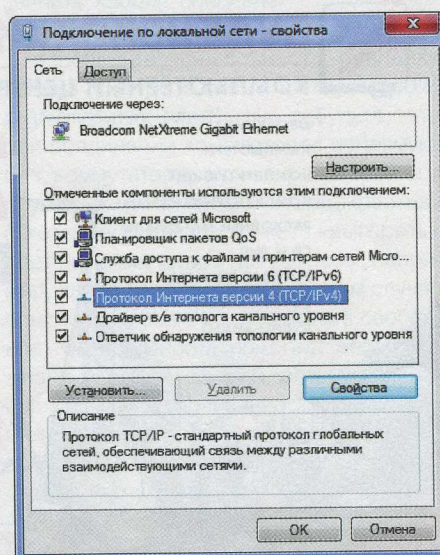 Подключение по локальной сети - свойства
Сеть Доступ
Подключение через:
Broadcom NetXtreme Gigabit Ethernet
Настроить...
Отмеченные компоненты используются этим подключением:
Клиент для сетей Microsoft
Планировщик пакетов QoS
Служба доступа к файлам и принтерам сетей Micro...
Протокол Интернета версии 6 (TCP/IPv6)
Протокол Интернета версии 4 (TCP/IPv4)
Драйвер в/в тополога канального уровня
Ответчик обнаружения топологии канального уровня
Установить... Удалить Свойства
Описание
Протокол TCP/IP - стандартный протокол глобальных
сетей, обеспечивающий связь между различными
взаимодействующими сетями.
OK Отмена